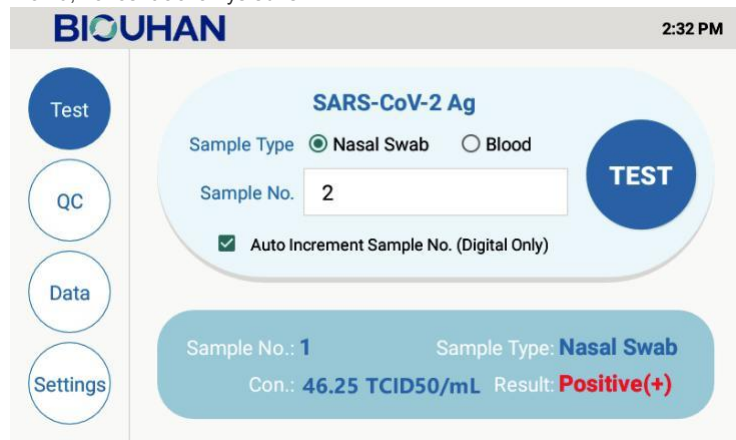 BIOUHAN
2:32 PM
Test
QC
Data
Settings
SARS-CoV-2 Ag
Sample Type Nasal Swab Blood
Sample No. 2
Auto Increment Sample No. (Digital Only)
TEST
Sample No.: 1 Sample Type: Nasal Swab
Con.: 46.25 TCID50/mL Result: Positive(+)